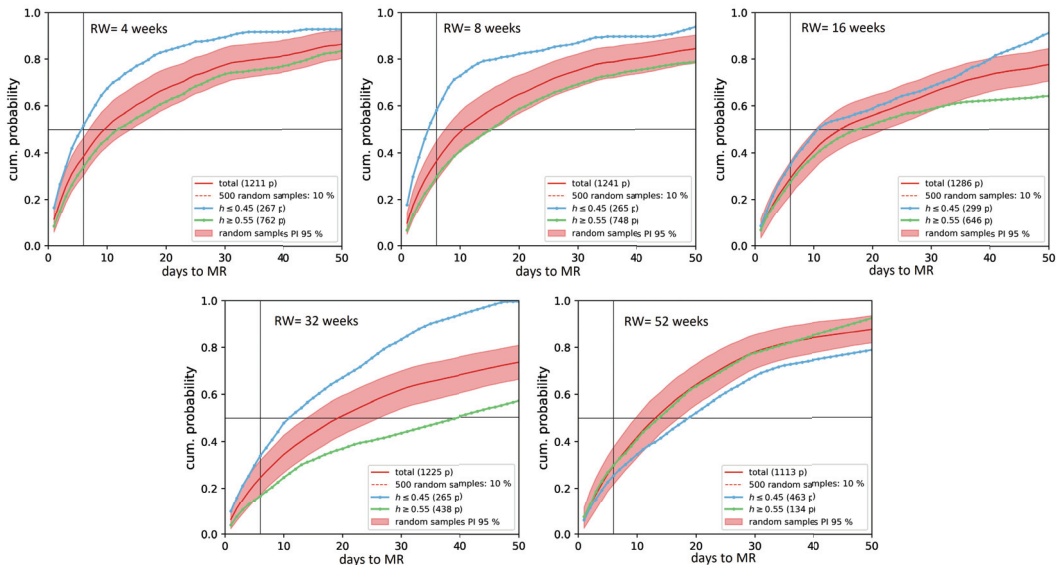 RW= 4 weeks
1.0
0.8
0.6
0.4
0.2
0.0
cum. probability
total (1211 p)
500 random samples: 10 %
h ≤ 0.45 (267 p)
h ≥ 0.55 (762 p)
random samples PI 95 %
0 10 20 30 40 50
days to MR
RW= 8 weeks
1.0
0.8
0.6
0.4
0.2
0.0
cum. probability
total (1241 p)
500 random samples: 10 %
h ≤ 0.45 (265 p)
h ≥ 0.55 (748 p)
random samples PI 95 %
0 10 20 30 40 50
days to MR
RW= 16 weeks
1.0
0.8
0.6
0.4
0.2
0.0
cum. probability
total (1286 p)
500 random samples: 10 %
h ≤ 0.45 (299 p)
h ≥ 0.55 (646 p)
random samples PI 95 %
0 10 20 30 40 50
days to MR
RW= 32 weeks
1.0
0.8
0.6
0.4
0.2
0.0
cum. probability
total (1225 p)
500 random samples: 10 %
h ≤ 0.45 (265 p)
h ≥ 0.55 (438 p)
random samples PI 95 %
0 10 20 30 40 50
days to MR
RW= 52 weeks
1.0
0.8
0.6
0.4
0.2
0.0
cum. probability
total (1113 p)
500 random samples: 10 %
h ≤ 0.45 (463 p)
h ≥ 0.55 (134 p)
random samples PI 95 %
0 10 20 30 40 50
days to MR